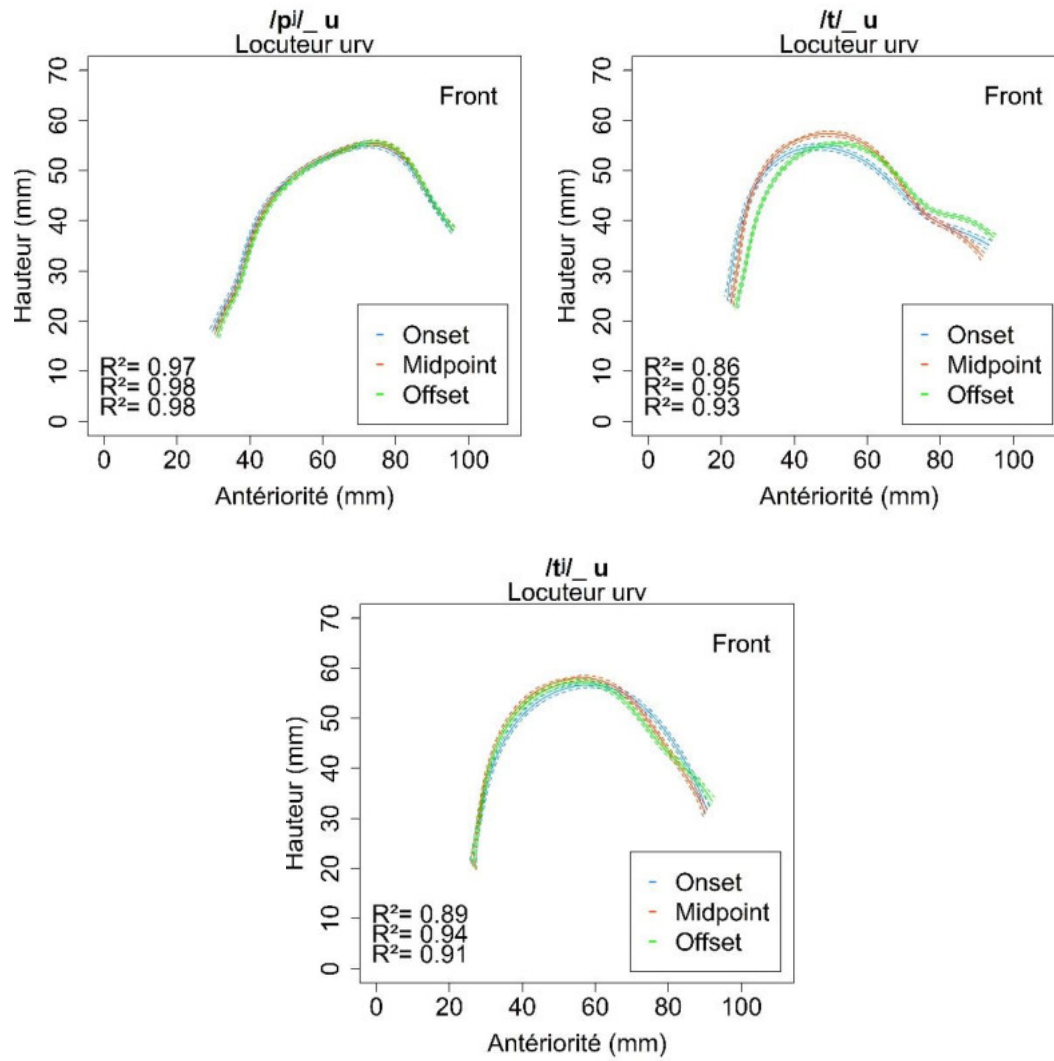 /pʲ/_ u
Locuteur urv
Front
Hauteur (mm)
70
60
50
40
30
20
10
0
R²= 0.97
R²= 0.98
R²= 0.98
Onset
Midpoint
Offset
0 20 40 60 80 100
Antériorité (mm)
/t/_ u
Locuteur urv
Front
Hauteur (mm)
70
60
50
40
30
20
10
0
R²= 0.86
R²= 0.95
R²= 0.93
Onset
Midpoint
Offset
0 20 40 60 80 100
Antériorité (mm)
/tʲ/_ u
Locuteur urv
Front
Hauteur (mm)
70
60
50
40
30
20
10
0
R²= 0.89
R²= 0.94
R²= 0.91
Onset
Midpoint
Offset
0 20 40 60 80 100
Antériorité (mm)